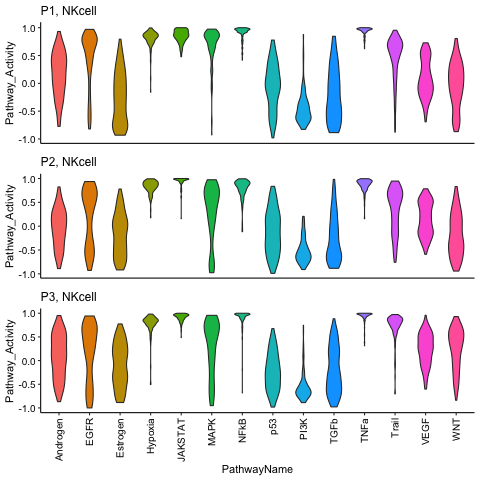 P1, NKcell
Pathway_Activity
1.0
0.5
0.0
-0.5
-1.0
P2, NKcell
Pathway_Activity
1.0
0.5
0.0
-0.5
-1.0
P3, NKcell
Pathway_Activity
1.0
0.5
0.0
-0.5
-1.0
Androgen
EGFR
Estrogen
Hypoxia
JAKSTAT
MAPK
NFkB
p53
PI3K
TGFb
TNFa
Trail
VEGF
WNT
PathwayName